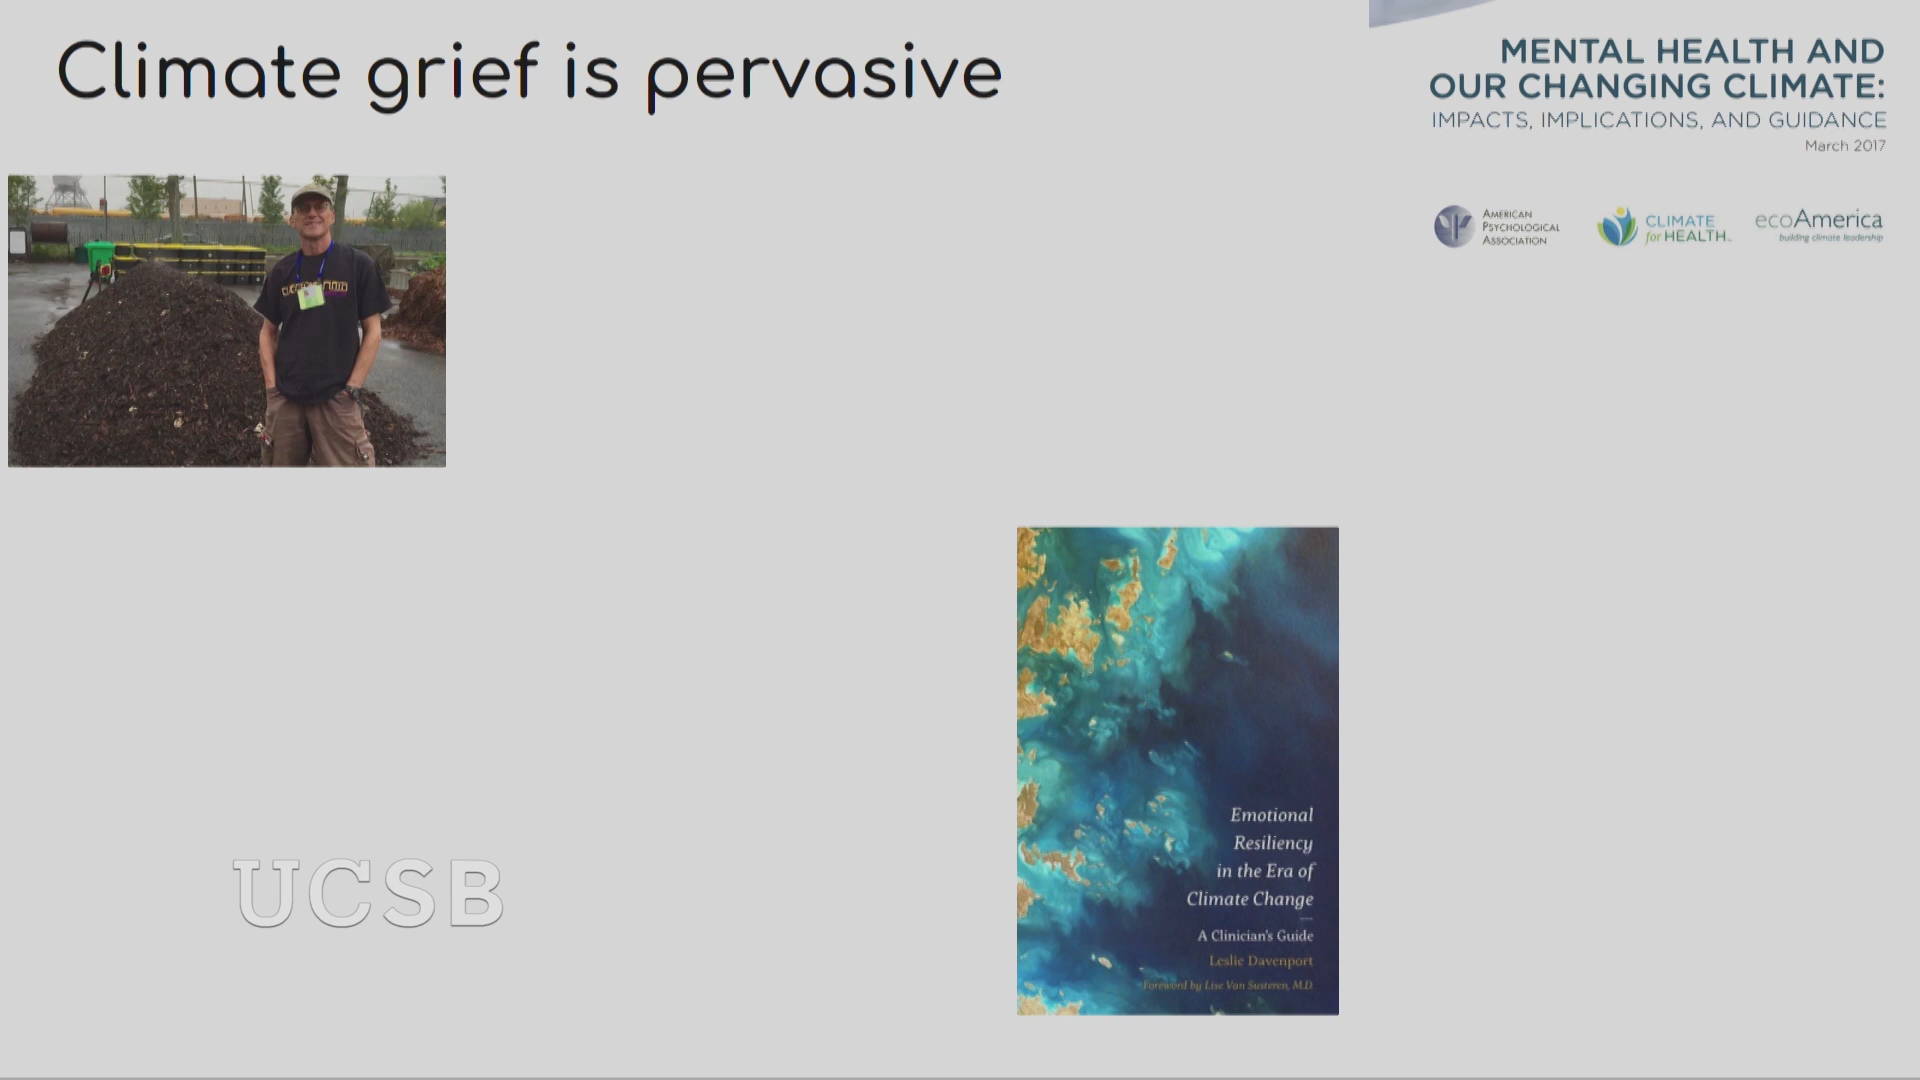 Climate grief is pervasive
MENTAL HEALTH AND
OUR CHANGING CLIMATE:
IMPACTS, IMPLICATIONS, AND GUIDANCE
March 2017
AMERICAN
PSYCHOLOGICAL
ASSOCIATION
CLIMATE
for HEALTH
ecoAmerica
building climate leadership
Emotional
Resiliency
in the Era of
Climate Change
A Clinician's Guide
Leslie Davenport
Foreword by Lise Van Susteren, M.D.
UCSB